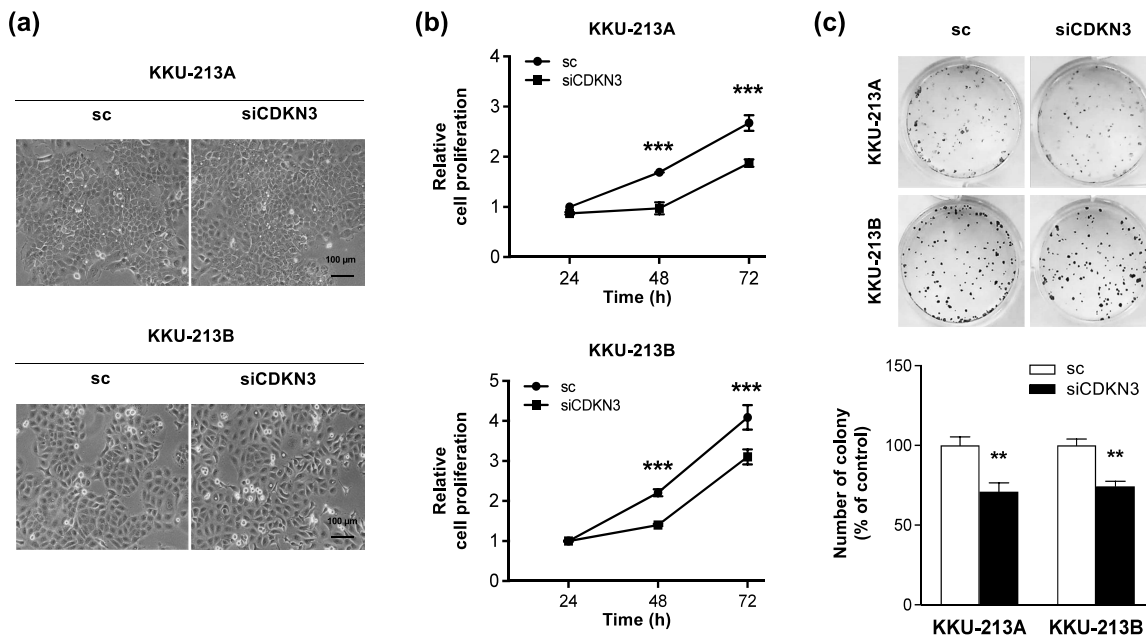 (a)
KKU-213A
sc siCDKN3
100 µm
KKU-213B
sc siCDKN3
100 µm
(b)
KKU-213A
sc
siCDKN3
***
***
Relative
cell proliferation
4
3
2
1
0
24 48 72
Time (h)
KKU-213B
sc
siCDKN3
***
***
Relative
cell proliferation
5
4
3
2
1
0
24 48 72
Time (h)
(c)
sc siCDKN3
KKU-213A
KKU-213B
sc
siCDKN3
** **
Number of colony
(% of control)
150
100
50
0
KKU-213A KKU-213B